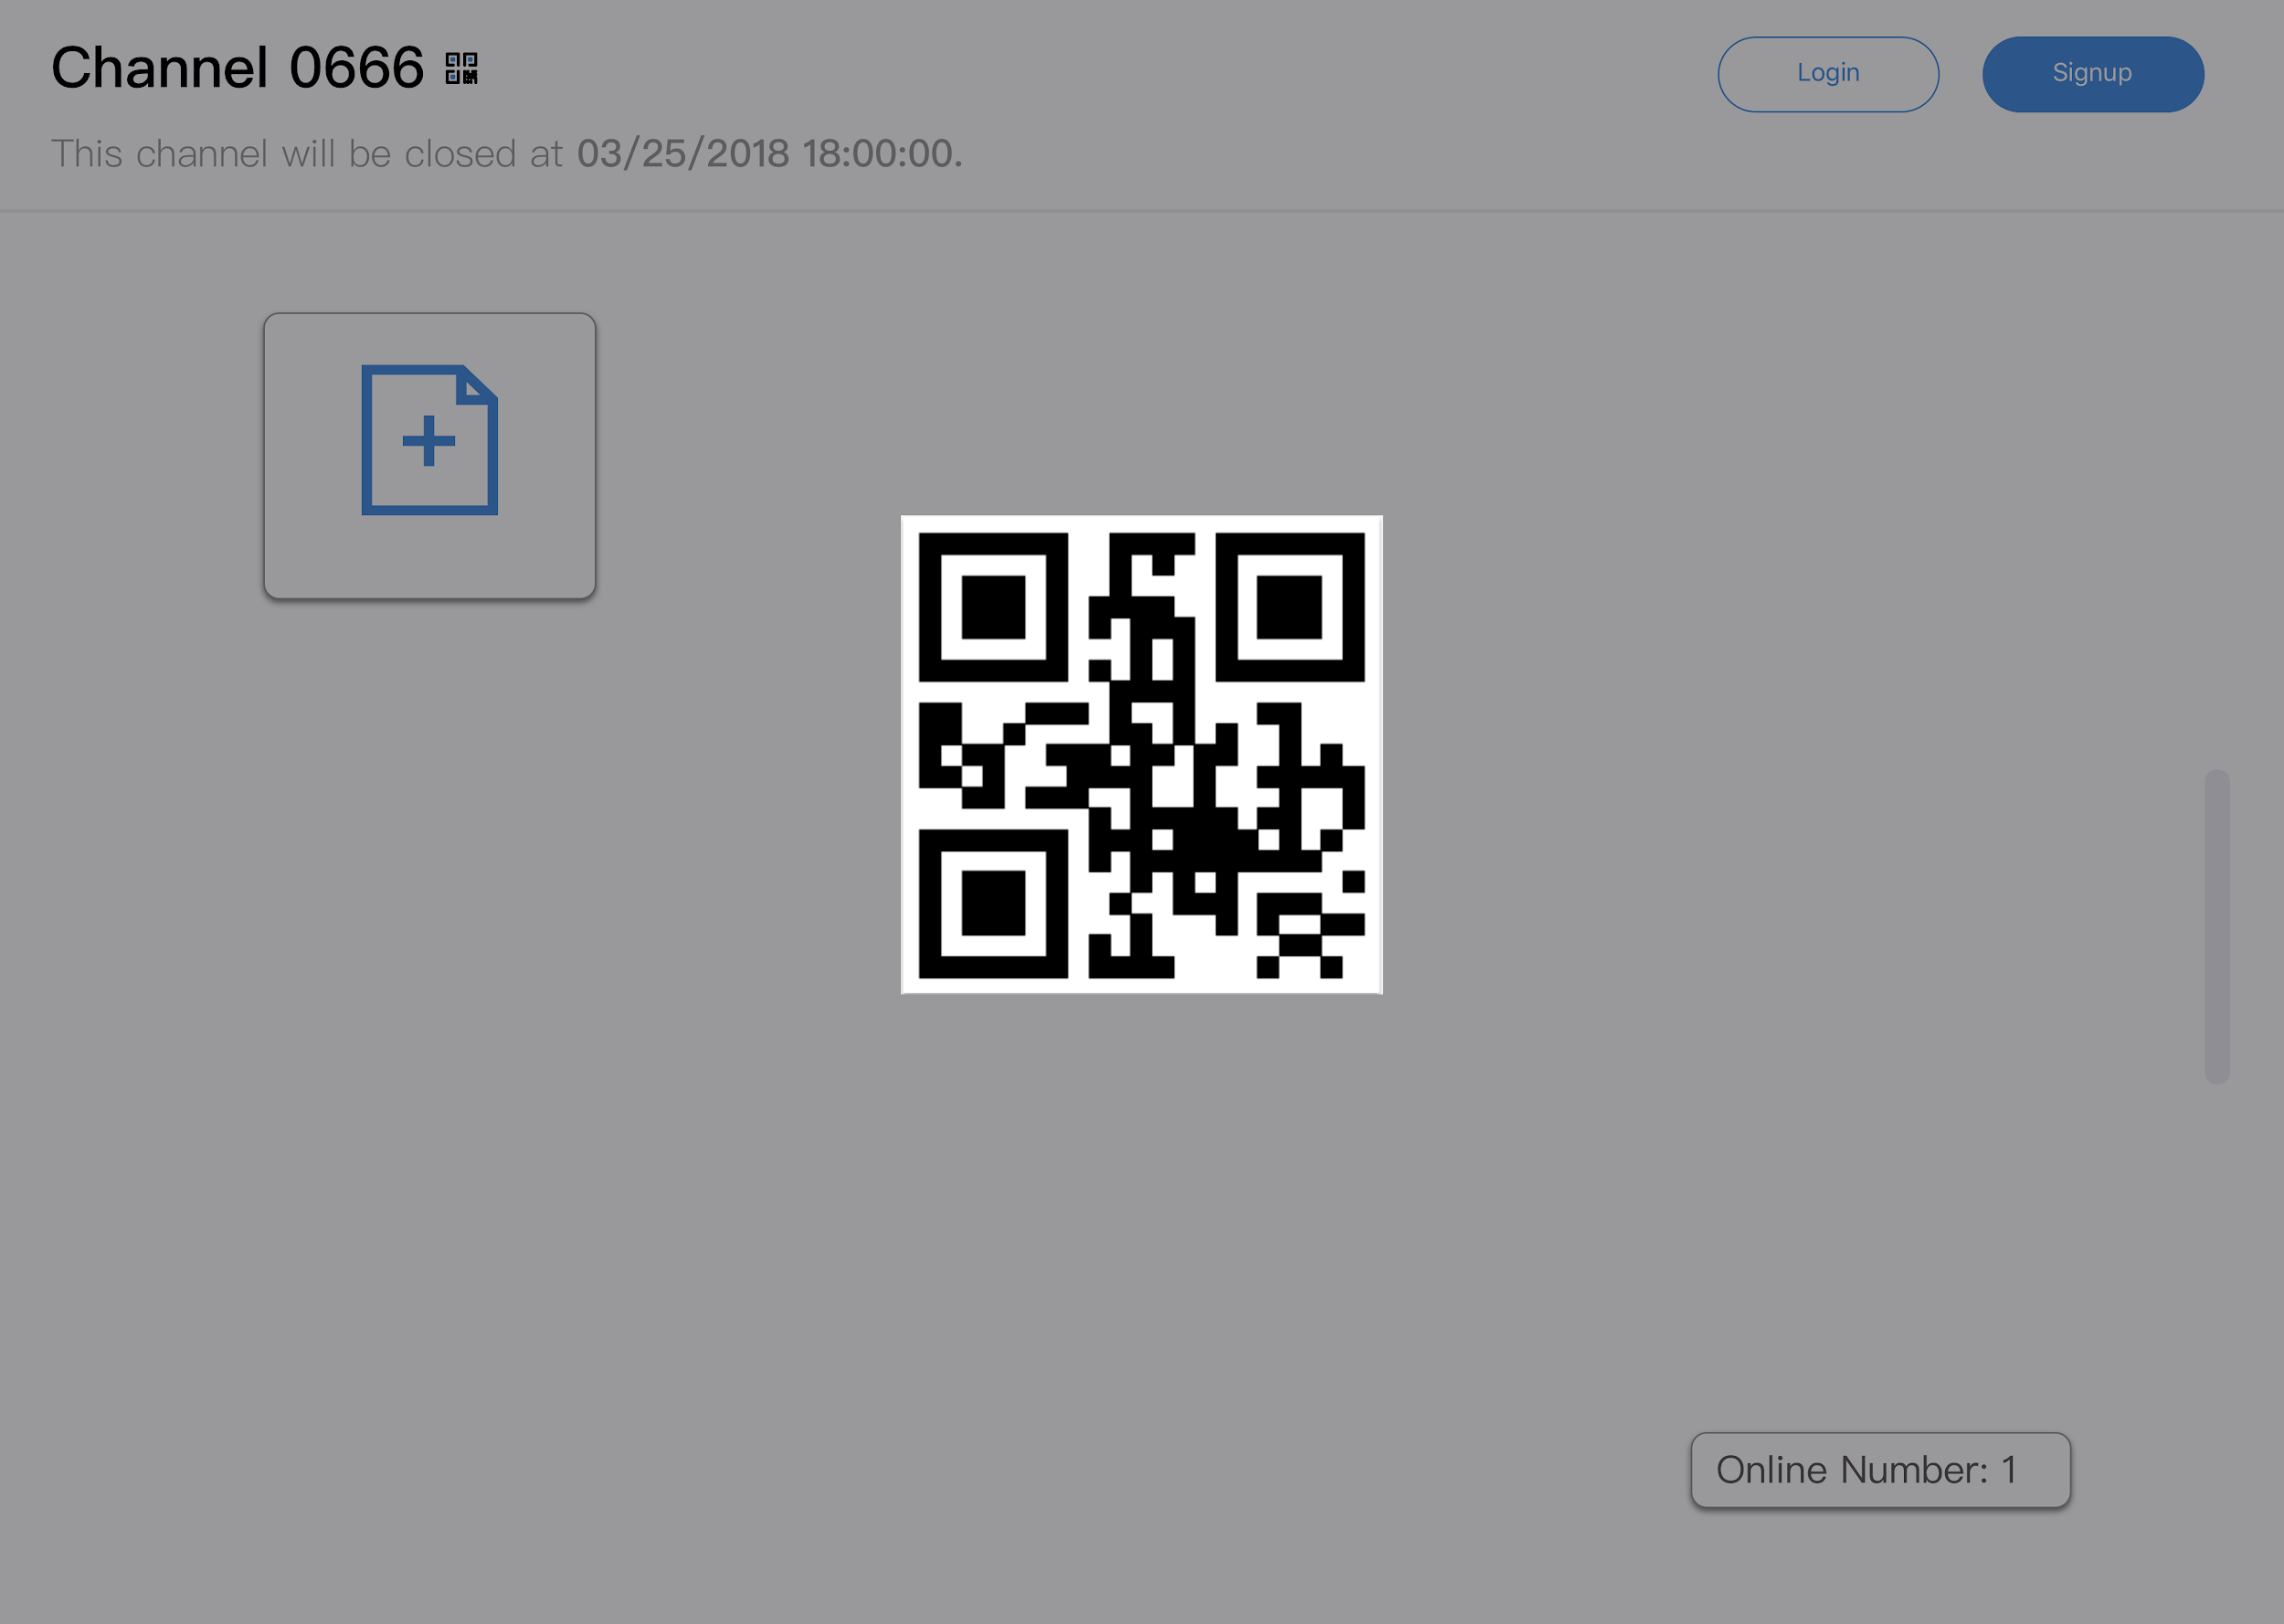 Channel 0666
Login
Signup
This channel will be closed at 03/25/2018 18:00:00.
Online Number: 1